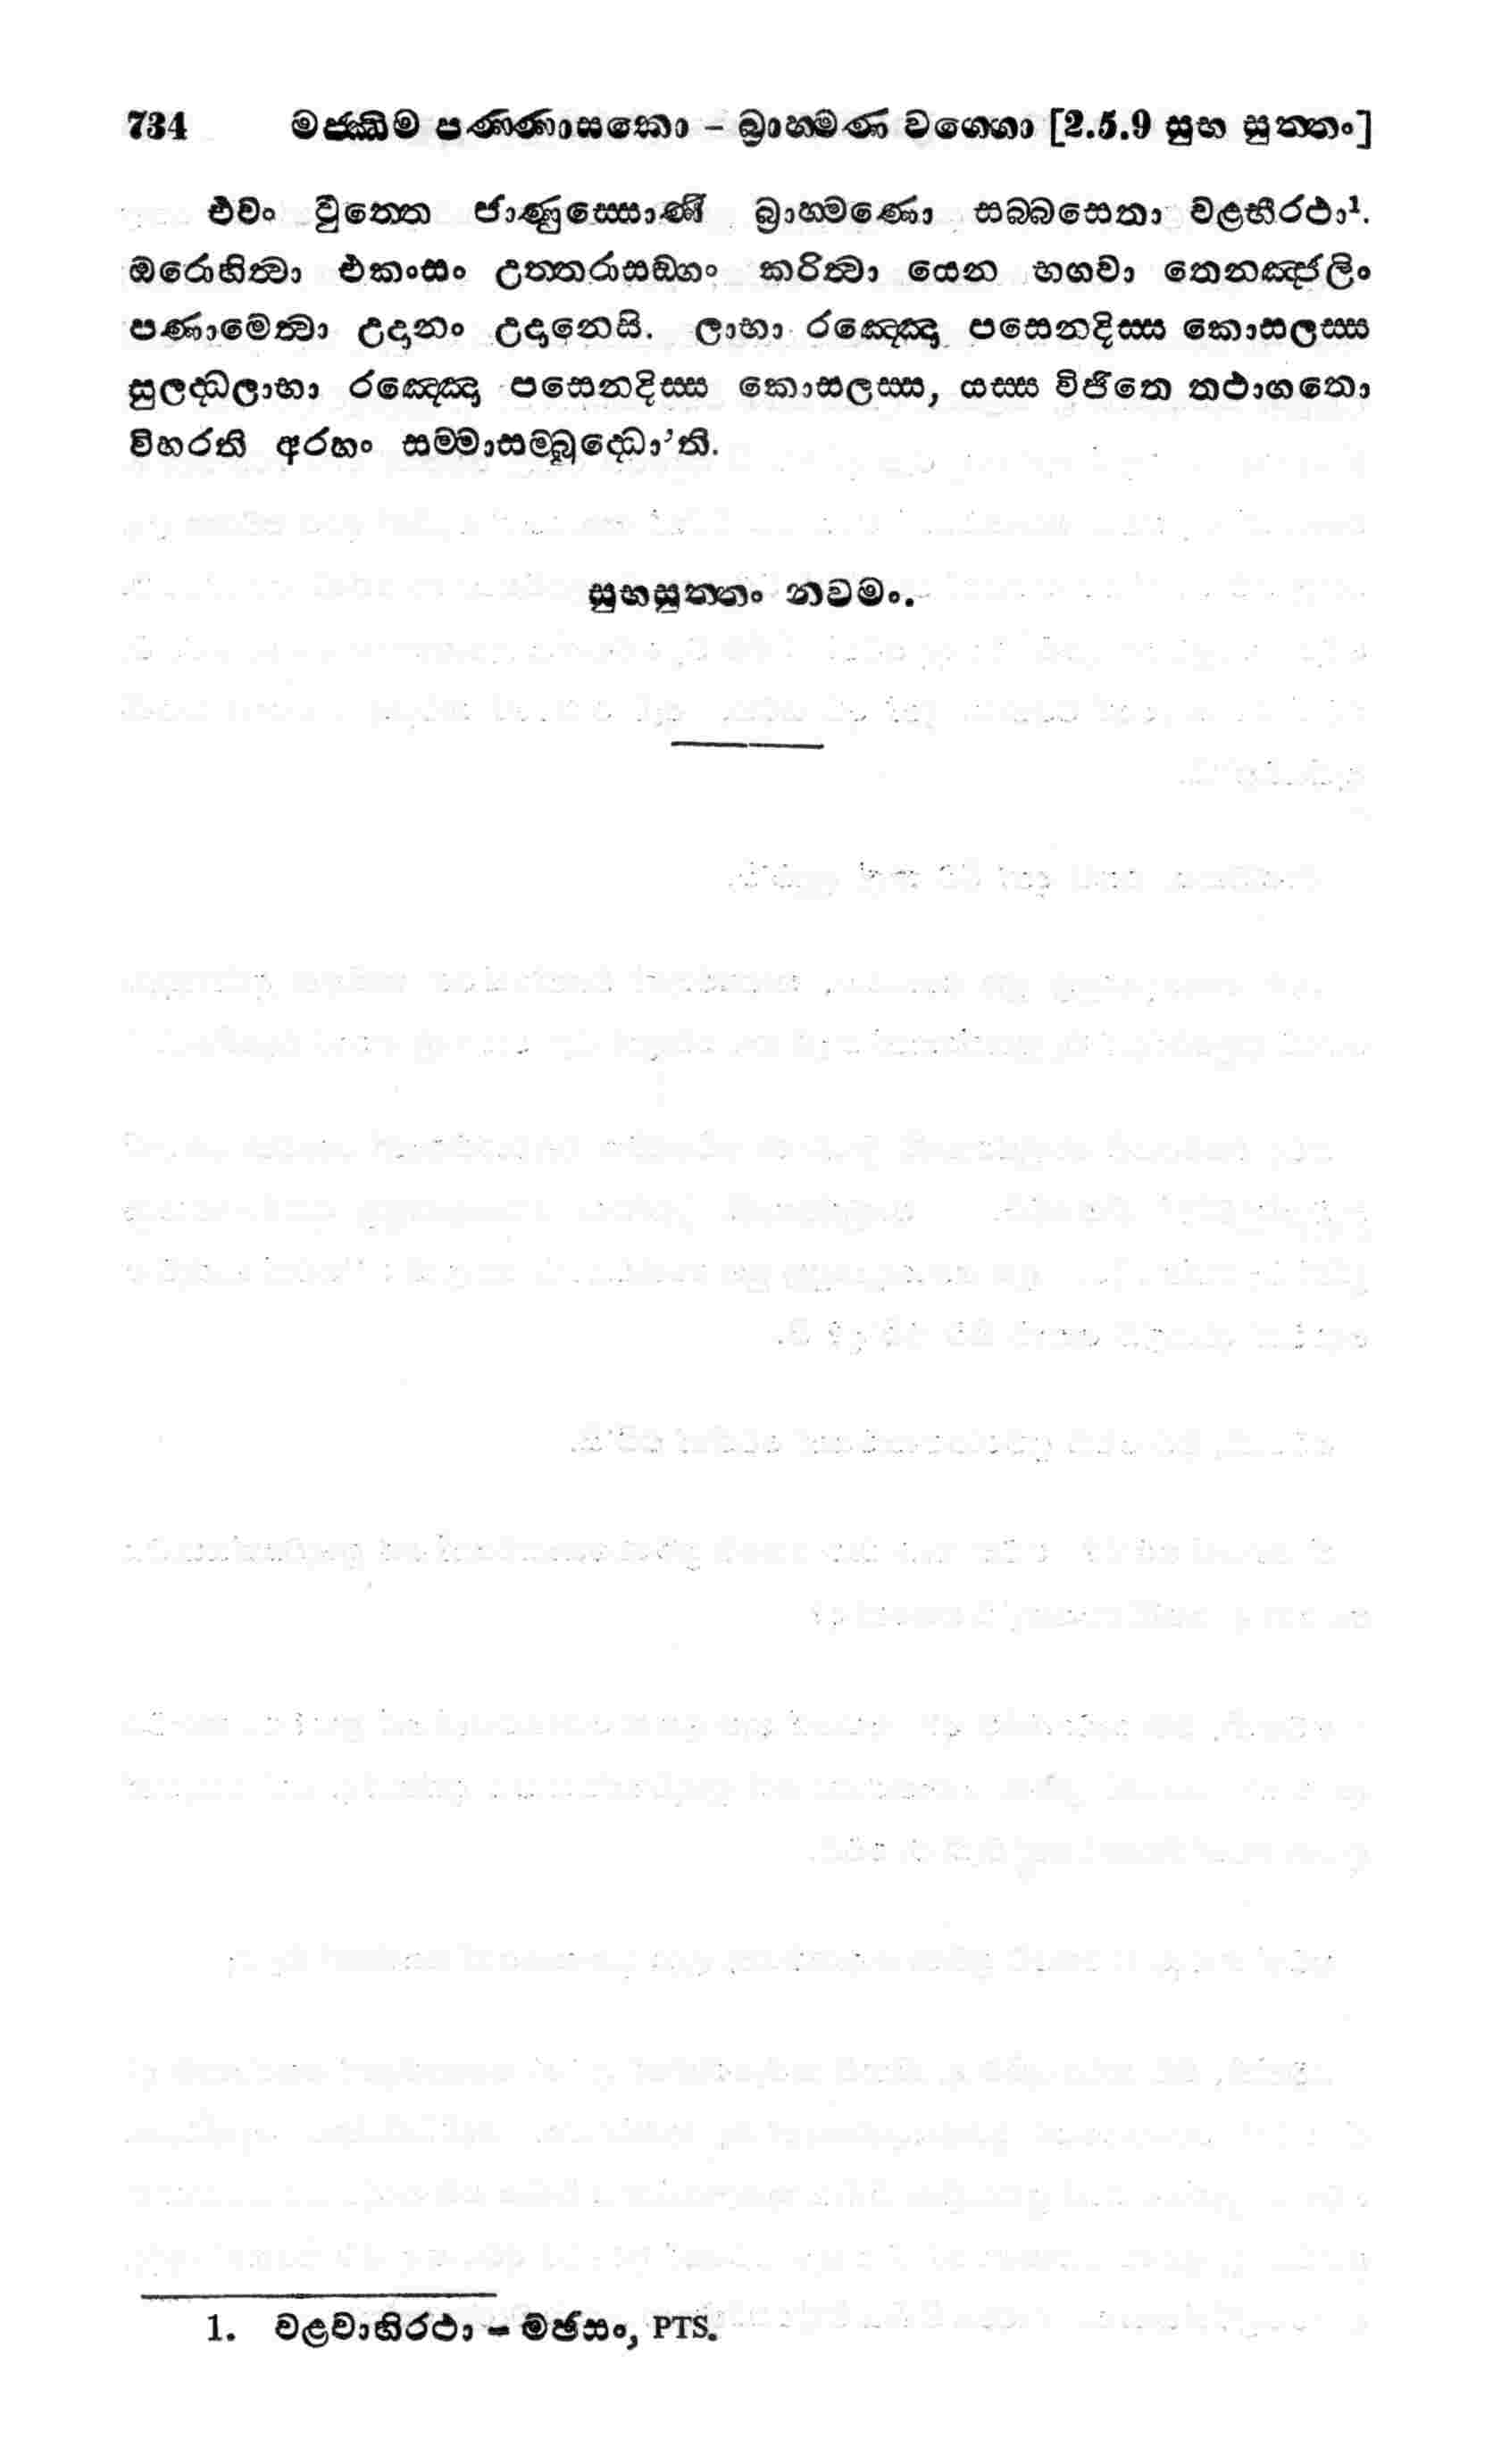 734 මජ්ඣිම පණ්ණාසකො – බ්‍රාහ්මණ වග්ගො [2.5.9 සුභ සුත්තං]
එවං වුත්තෙ ජාණුස්සොණි බ්‍රාහ්මණො සබ්බසෙතා වළභීරථා¹.
ඔරොහිත්වා එකංසං උත්තරාසඞ්ගං කරිත්වා යෙන භගවා තෙනඤ්ජලිං
පණාමෙත්වා උදානං උදානෙසි. ලාභා රඤ්ඤො පසෙනදිස්ස කොසලස්ස
සුලද්ධලාභා රඤ්ඤො පසෙනදිස්ස කොසලස්ස, යස්ස විජිතෙ තථාගතො
විහරති අරහං සම්මාසම්බුද්ධො'ති.
සුභසුත්තං නවමං.
1. වළවාභිරථා – මඡසං, PTS.